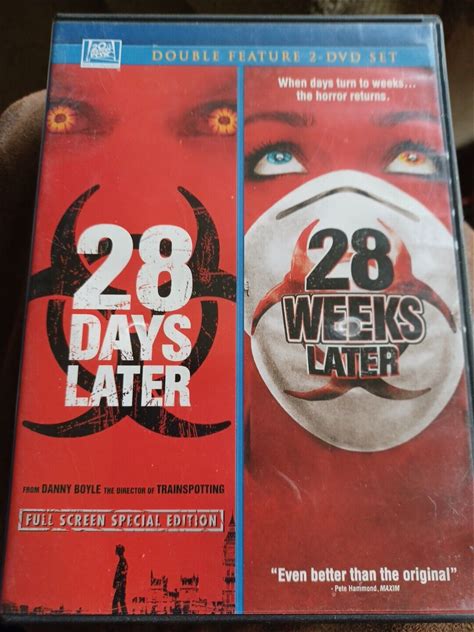 DOUBLE FEATURE 2-DVD SET
28
DAYS
LATER
FROM DANNY BOYLE THE DIRECTOR OF TRAINSPOTTING
FULL SCREEN SPECIAL EDITION
When days turn to weeks...
the horror returns.
28
WEEKS
LATER
"Even better than the original"
- Pete Hammond, MAXIM